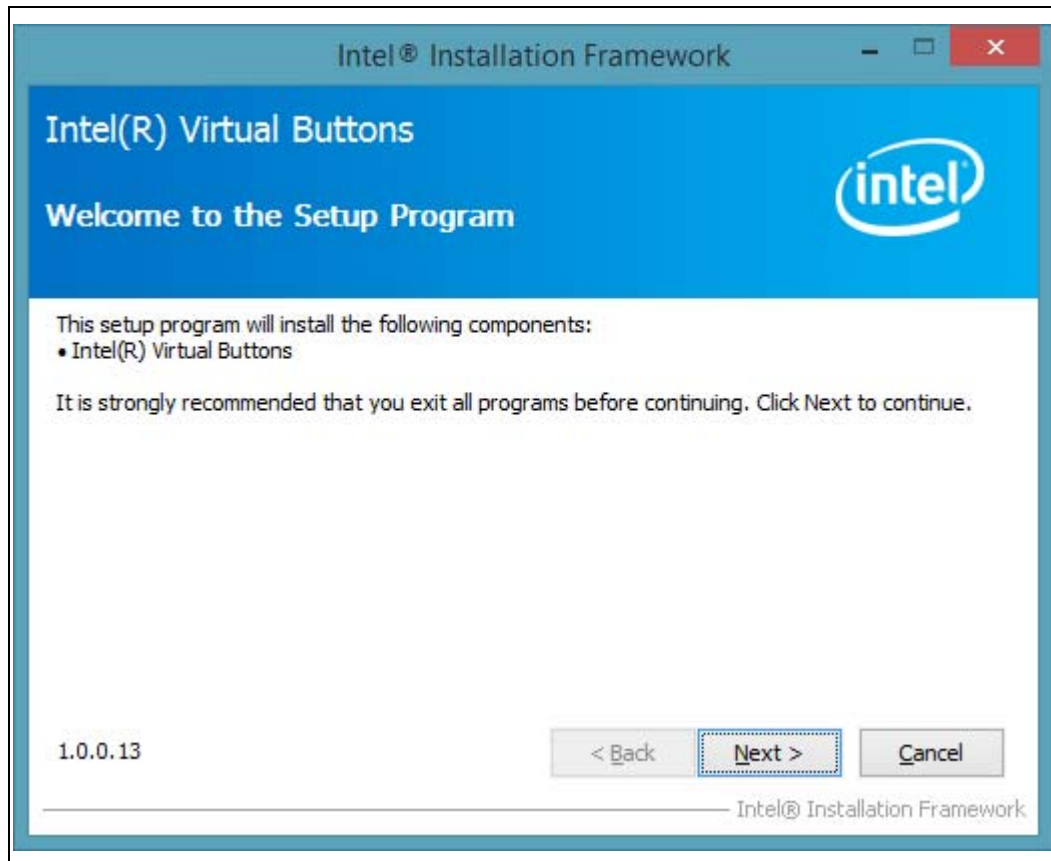 Intel® Installation Framework
Intel(R) Virtual Buttons
intel
Welcome to the Setup Program
This setup program will install the following components:
• Intel(R) Virtual Buttons
It is strongly recommended that you exit all programs before continuing. Click Next to continue.
1.0.0.13
< Back
Next >
Cancel
Intel® Installation Framework